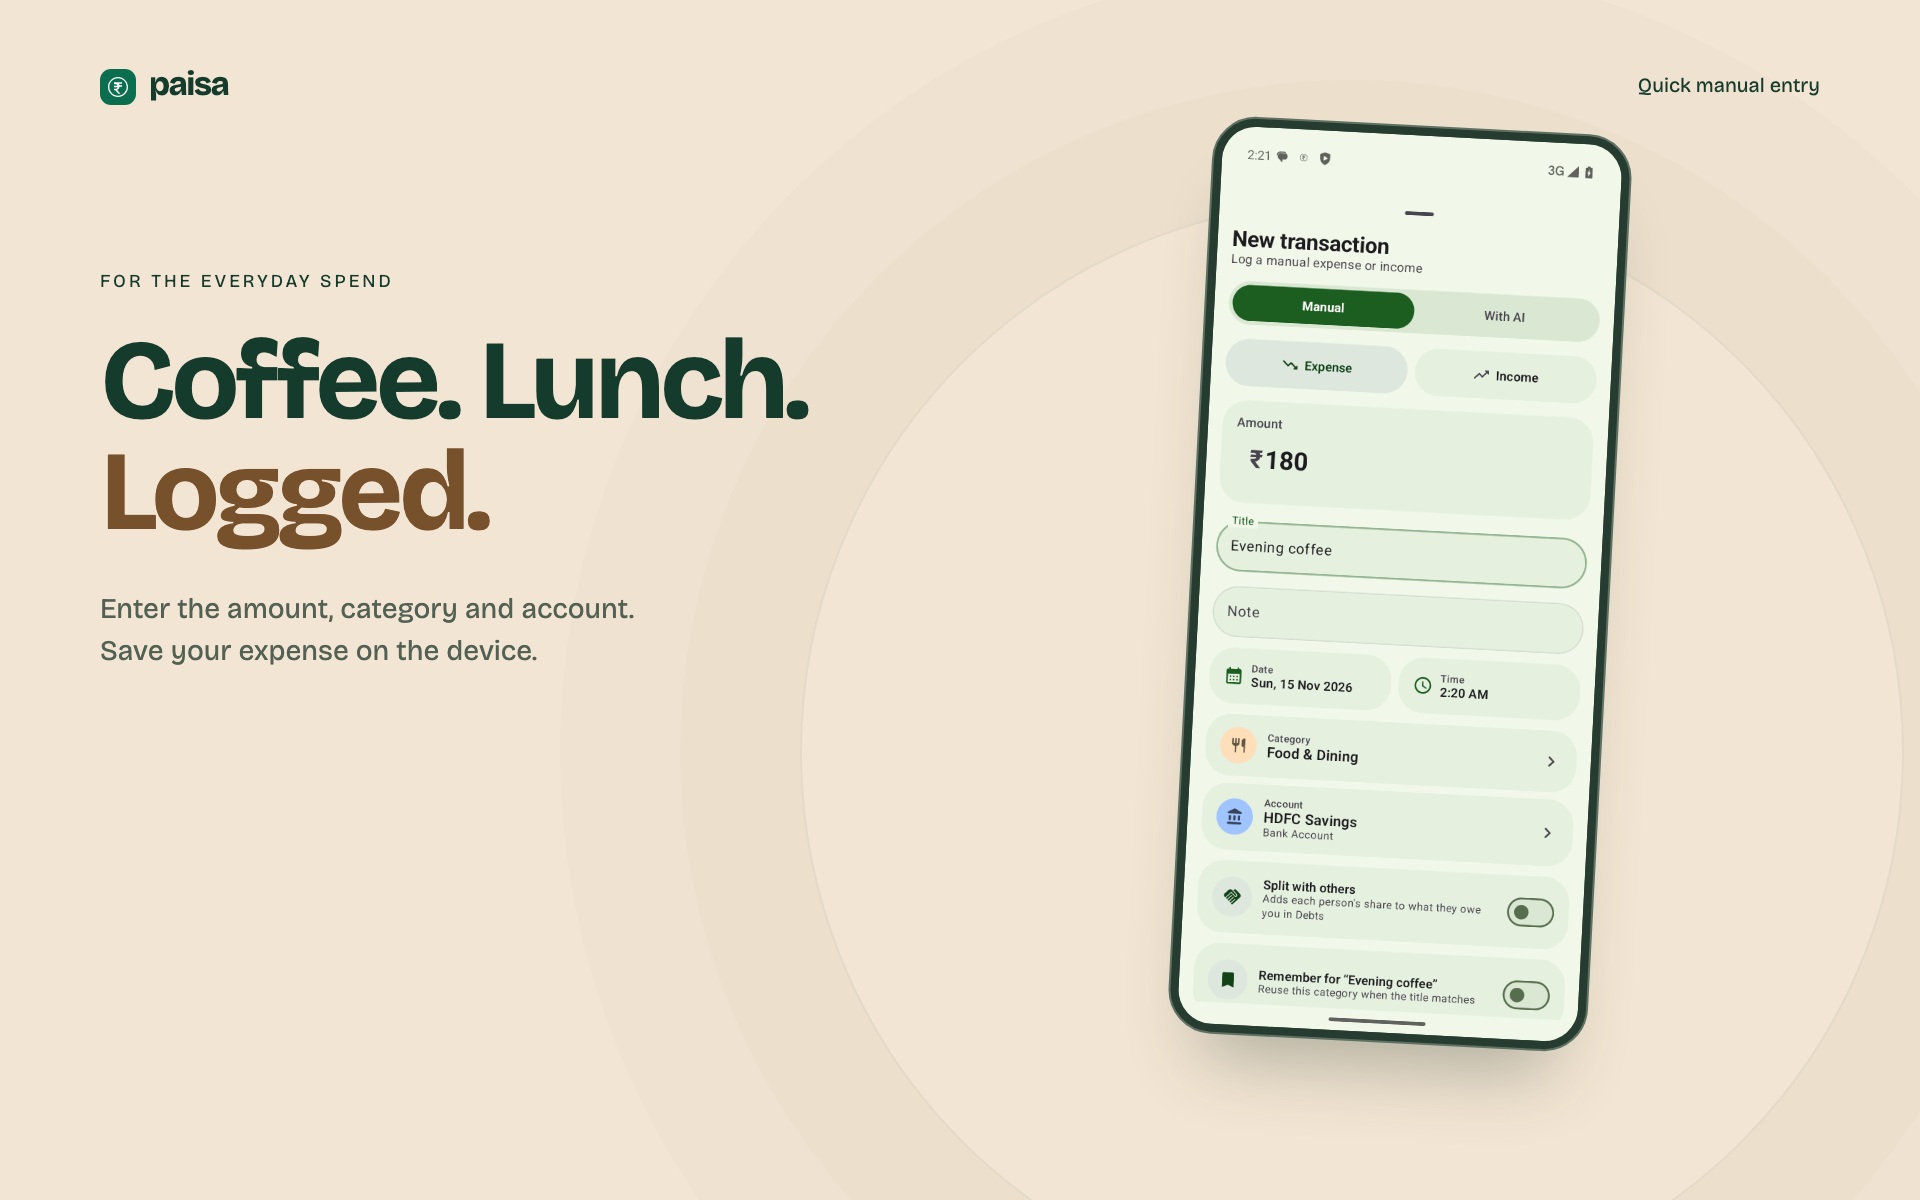 paisa
Quick manual entry
FOR THE EVERYDAY SPEND
Coffee. Lunch.
Logged.
Enter the amount, category and account.
Save your expense on the device.
2:21
3G
New transaction
Log a manual expense or income
Manual
With AI
Expense
Income
Amount
₹180
Title
Evening coffee
Note
Date
Sun, 15 Nov 2026
Time
2:20 AM
Category
Food & Dining
Account
HDFC Savings
Bank Account
Split with others
Adds each person's share to what they owe
you in Debts
Remember for “Evening coffee”
Reuse this category when the title matches